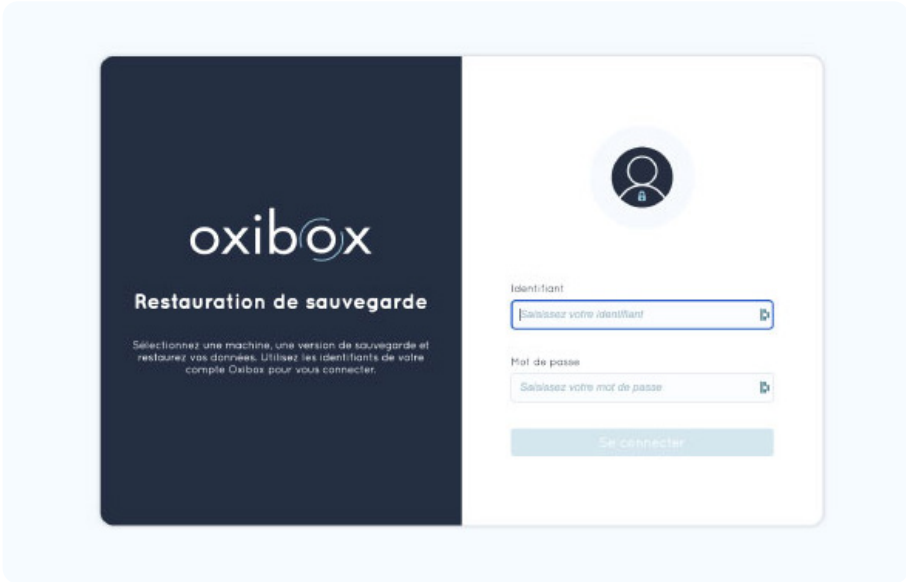 oxibox
Restauration de sauvegarde
Sélectionnez une machine, une version de sauvegarde et
restaurez vos données. Utilisez les identifiants de votre
compte Oxibox pour vous connecter.
Identifiant
Saisissez votre identifiant
Mot de passe
Saisissez votre mot de passe
Se connecter